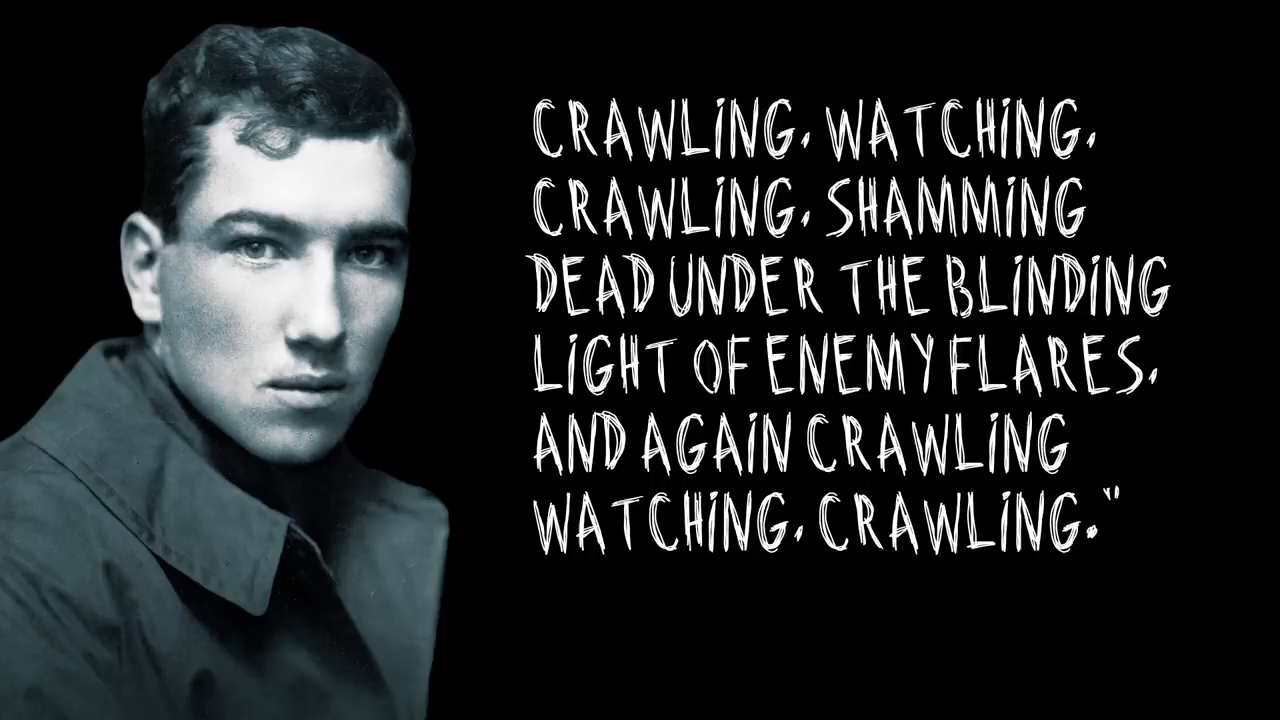 CRAWLING, WATCHING,
CRAWLING, SHAMMING
DEAD UNDER THE BLINDING
LIGHT OF ENEMY FLARES,
AND AGAIN CRAWLING
WATCHING, CRAWLING."